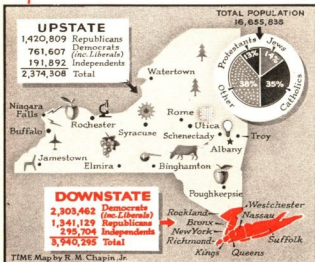 UPSTATE
1,420,809 Republicans
761,607 Democrats (inc. Liberals)
191,892 Independents
2,374,308 Total
TOTAL POPULATION
16,655,838
Protestants
Jews
Catholics
Other
13%
14%
35%
38%
Watertown
Niagara Falls
Buffalo
Rochester
Syracuse
Rome
Utica
Schenectady
Troy
Albany
Jamestown
Elmira
Binghamton
Poughkeepsie
DOWNSTATE
2,303,462 Democrats (inc. Liberals)
1,341,129 Republicans
295,704 Independents
3,940,295 Total
Rockland
Bronx
New York
Richmond
Kings
Queens
Westchester
Nassau
Suffolk
TIME Map by R. M. Chapin, Jr.